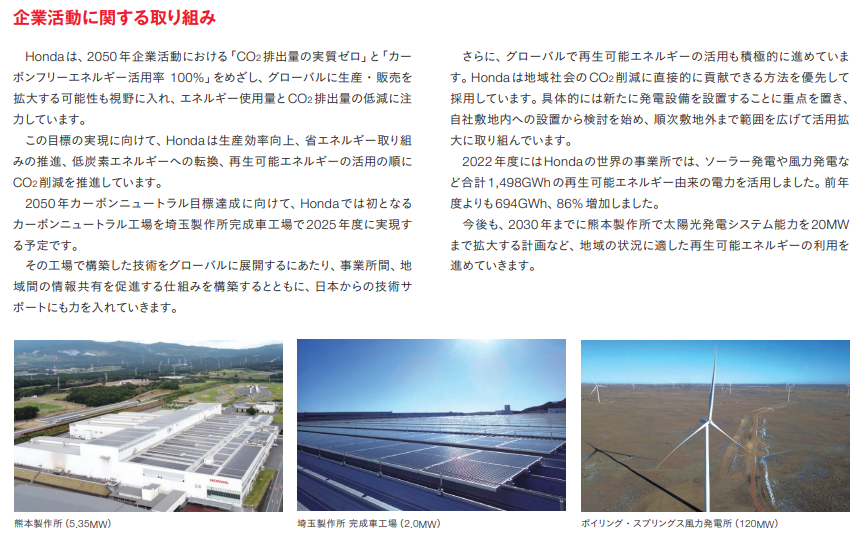 企業活動に関する取り組み
Hondaは、2050年企業活動における「CO2排出量の実質ゼロ」と「カー
ボンフリーエネルギー活用率 100%」をめざし、グローバルに生産・販売を
拡大する可能性も視野に入れ、エネルギー使用量とCO2排出量の低減に注
力しています。
この目標の実現に向けて、Hondaは生産効率向上、省エネルギー取り組
みの推進、低炭素エネルギーへの転換、再生可能エネルギーの活用の順に
CO2削減を推進しています。
2050年カーボンニュートラル目標達成に向けて、Hondaでは初となる
カーボンニュートラル工場を埼玉製作所完成車工場で2025年度に実現す
る予定です。
その工場で構築した技術をグローバルに展開するにあたり、事業所間、地
域間の情報共有を促進する仕組みを構築するとともに、日本からの技術サ
ポートにも力を入れていきます。
さらに、グローバルで再生可能エネルギーの活用も積極的に進めていま
す。Hondaは地域社会のCO2削減に直接的に貢献できる方法を優先して
採用しています。具体的には新たに発電設備を設置することに重点を置き、
自社敷地内への設置から検討を始め、順次敷地外まで範囲を広げて活用拡
大に取り組んでいます。
2022年度にはHondaの世界の事業所では、ソーラー発電や風力発電な
ど合計1,498GWhの再生可能エネルギー由来の電力を活用しました。前年
度よりも694GWh、86%増加しました。
今後も、2030年までに熊本製作所で太陽光発電システム能力を20MW
まで拡大する計画など、地域の状況に適した再生可能エネルギーの利用を
進めていきます。
HONDA
熊本製作所（5,35MW）
埼玉製作所 完成車工場（2,0MW）
ボイリング・スプリングス風力発電所（120MW）